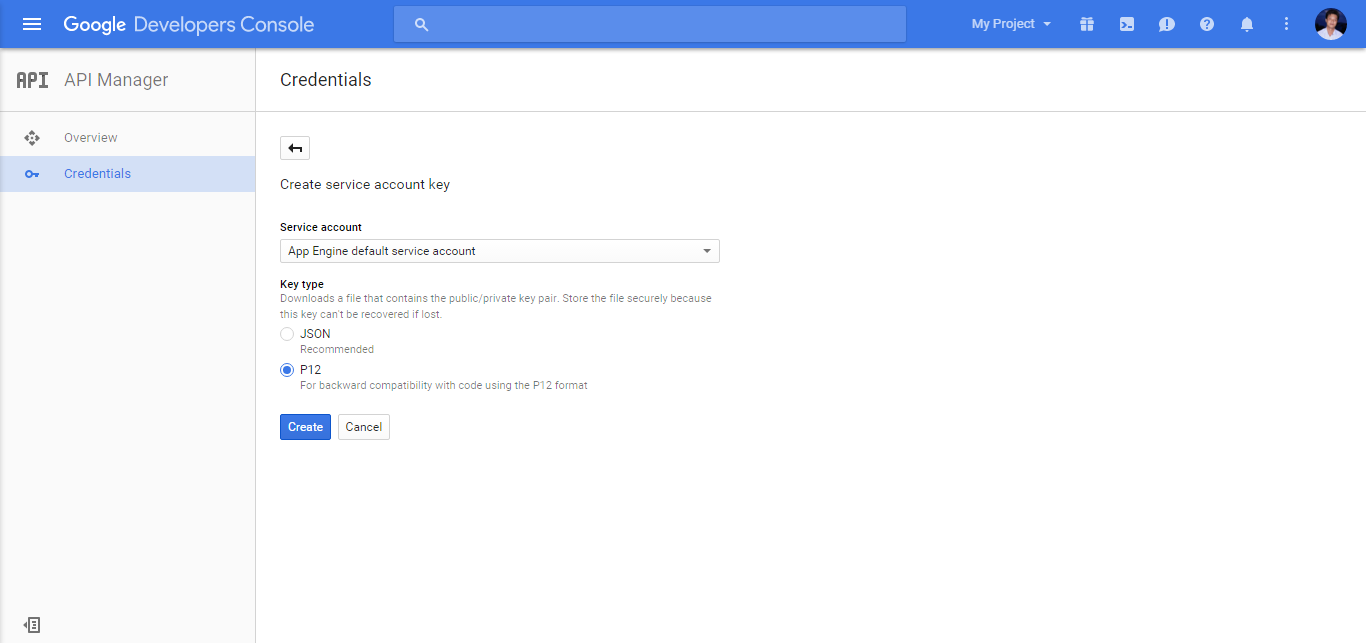 Google Developers Console
My Project
API API Manager
Credentials
Overview
Credentials
Create service account key
Service account
App Engine default service account
Key type
Downloads a file that contains the public/private key pair. Store the file securely because
this key can't be recovered if lost.
JSON
Recommended
P12
For backward compatibility with code using the P12 format
Create Cancel